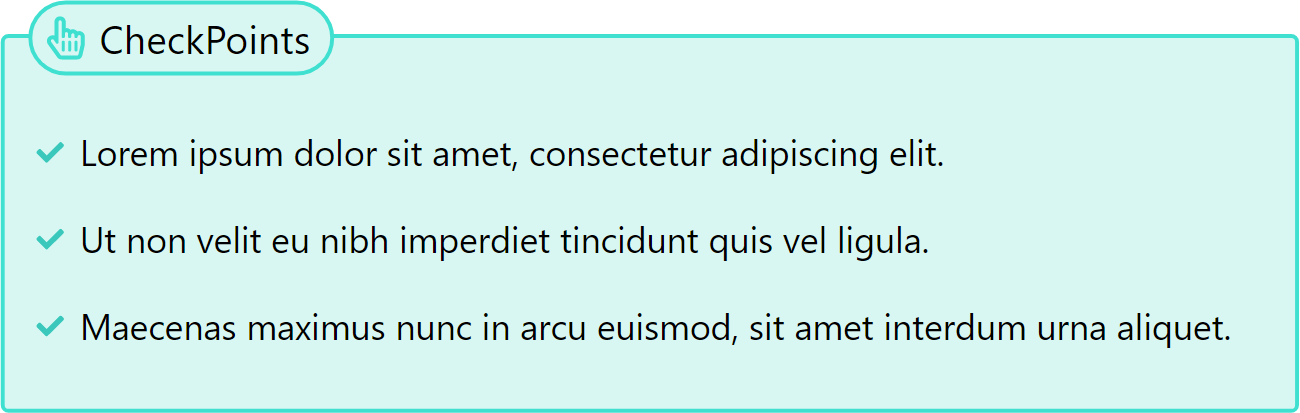 CheckPoints
Lorem ipsum dolor sit amet, consectetur adipiscing elit.
Ut non velit eu nibh imperdiet tincidunt quis vel ligula.
Maecenas maximus nunc in arcu euismod, sit amet interdum urna aliquet.